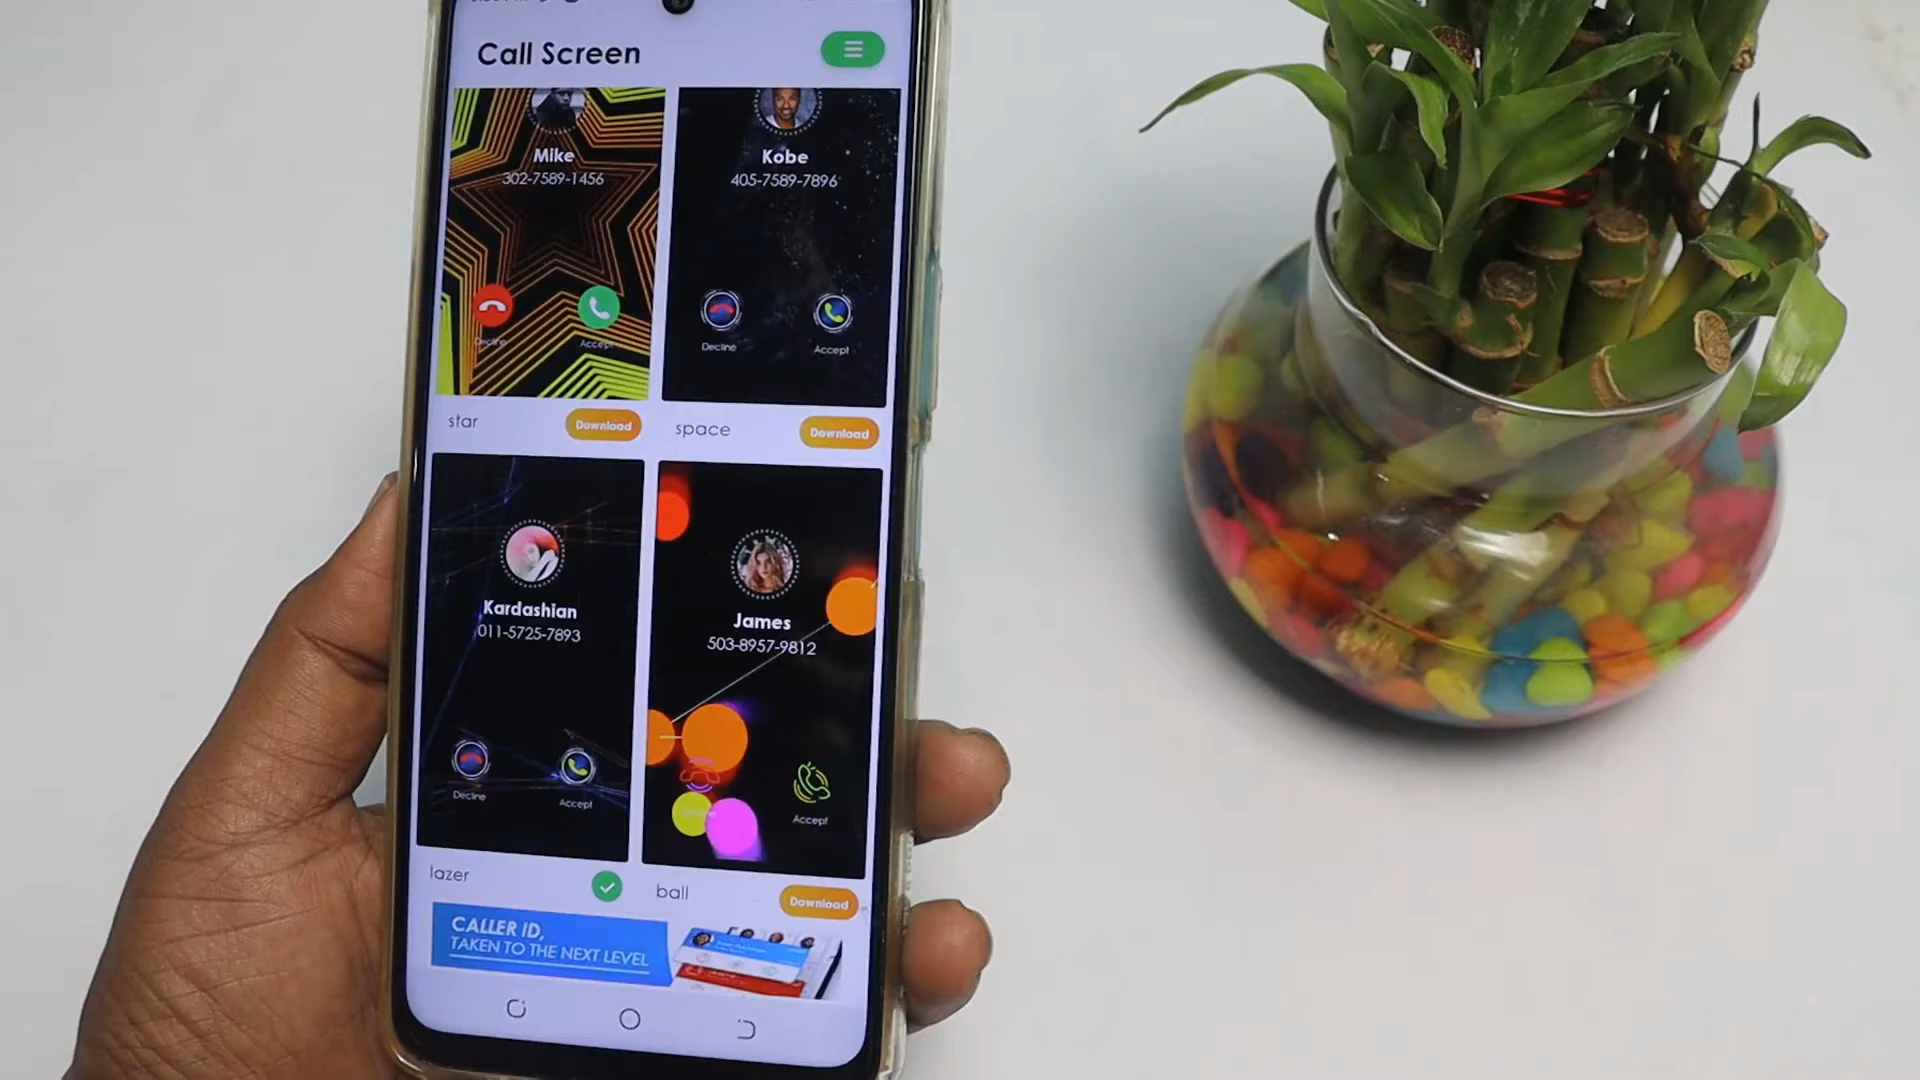 Call Screen
Mike
302-7589-1456
Decline
Accept
star
Download
Kobe
405-7589-7896
Decline
Accept
space
Download
Kardashian
011-5725-7893
Decline
Accept
lazer
James
503-8957-9812
Accept
ball
Download
CALLER ID,
TAKEN TO THE NEXT LEVEL